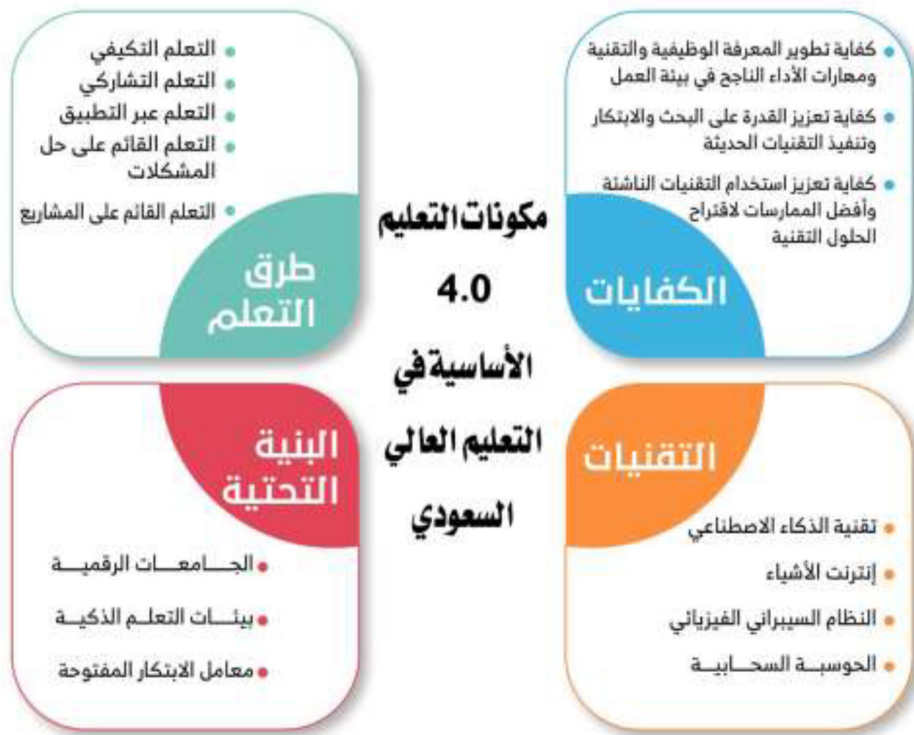 مكونات التعليم
4.0
الأساسية في
التعليم العالي
السعودي
الكفايات
كفاية تطوير المعرفة الوظيفية والتقنية
ومهارات الأداء الناجح في بيئة العمل
كفاية تعزيز القدرة على البحث والابتكار
وتنفيذ التقنيات الحديثة
كفاية تعزيز استخدام التقنيات الناشئة
وأفضل الممارسات لاقتراح
الحلول التقنية
طرق
التعلم
التعلم التكيفي
التعلم التشاركي
التعلم عبر التطبيق
التعلم القائم على حل
المشكلات
التعلم القائم على المشاريع
التقنيات
تقنية الذكاء الاصطناعي
إنترنت الأشياء
النظام السيبراني الفيزيائي
الحوسبـــة السحـــابيـــة
البنية
التحتية
الجـــامعـــات الرقميـــة
بيئـــات التعلـــم الذكيـــة
معامل الابتكار المفتوحة